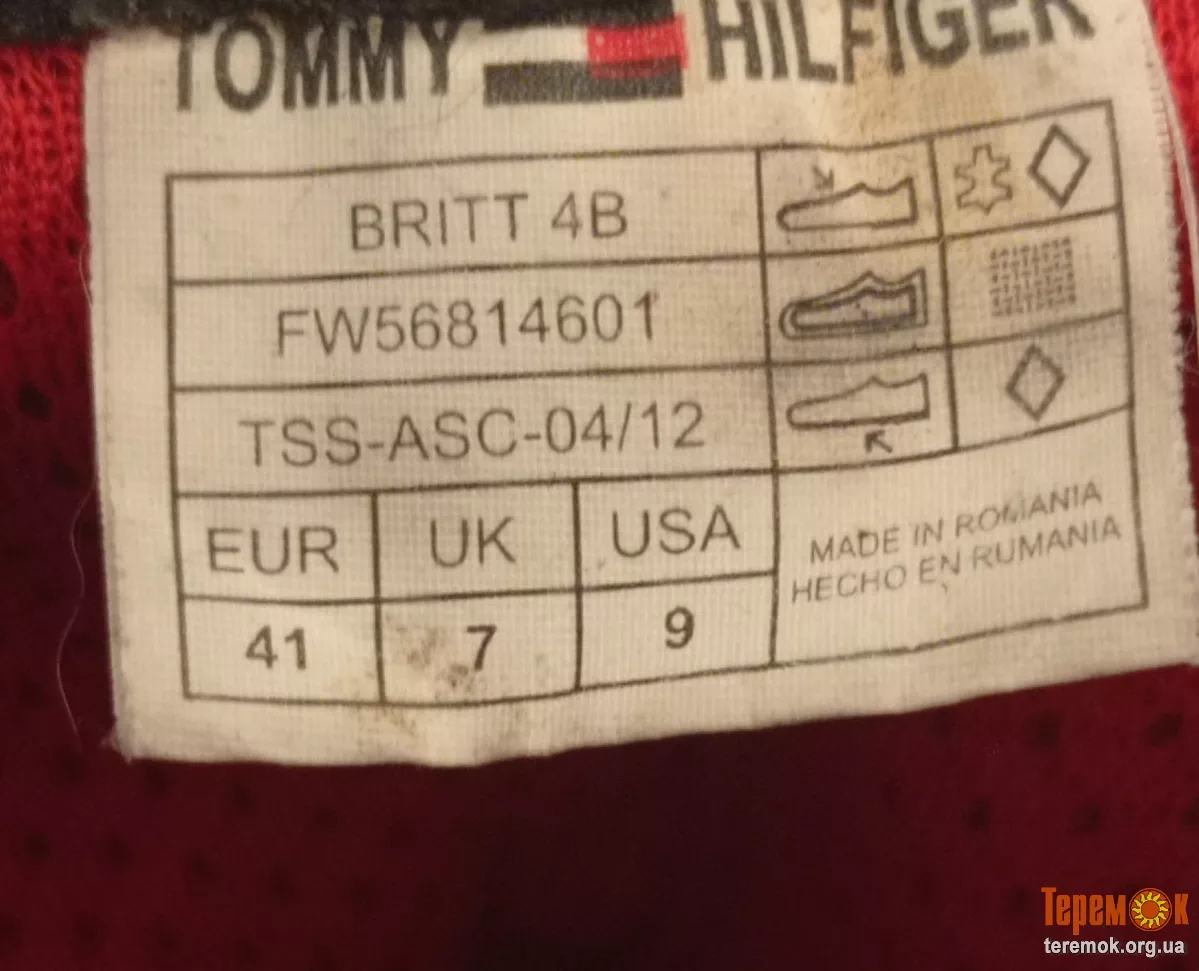 TOMMY HILFIGER
BRITT 4B
FW56814601
TSS-ASC-04/12
EUR UK USA
41 7 9
MADE IN ROMANIA
HECHO EN RUMANIA
Теремок
teremok.org.ua